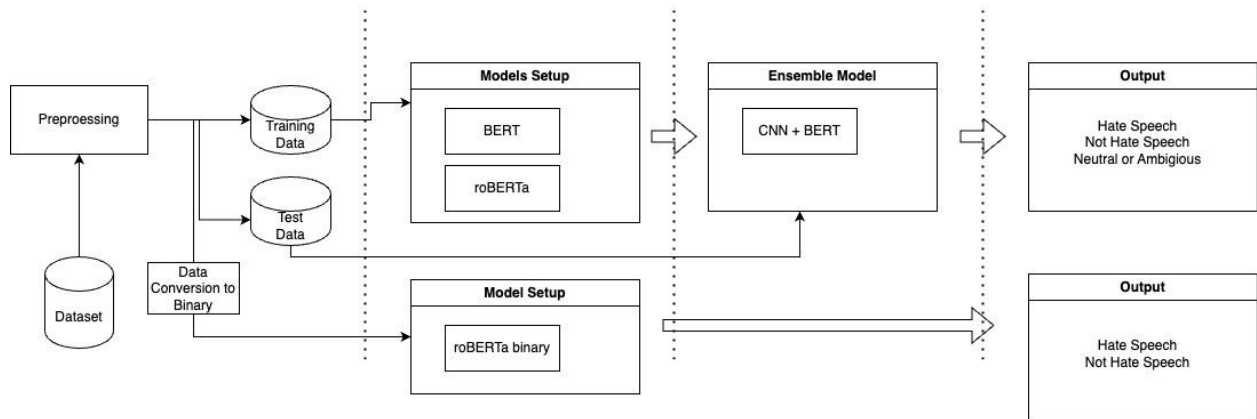 Preproessing
Dataset
Data
Conversion to
Binary
Training
Data
Test
Data
Models Setup
BERT
roBERTa
Model Setup
roBERTa binary
Ensemble Model
CNN + BERT
Output
Hate Speech
Not Hate Speech
Neutral or Ambigious
Output
Hate Speech
Not Hate Speech